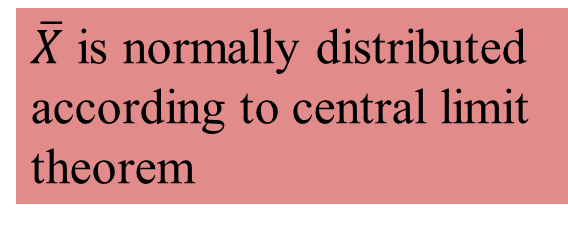 X̄ is normally distributed
according to central limit
theorem